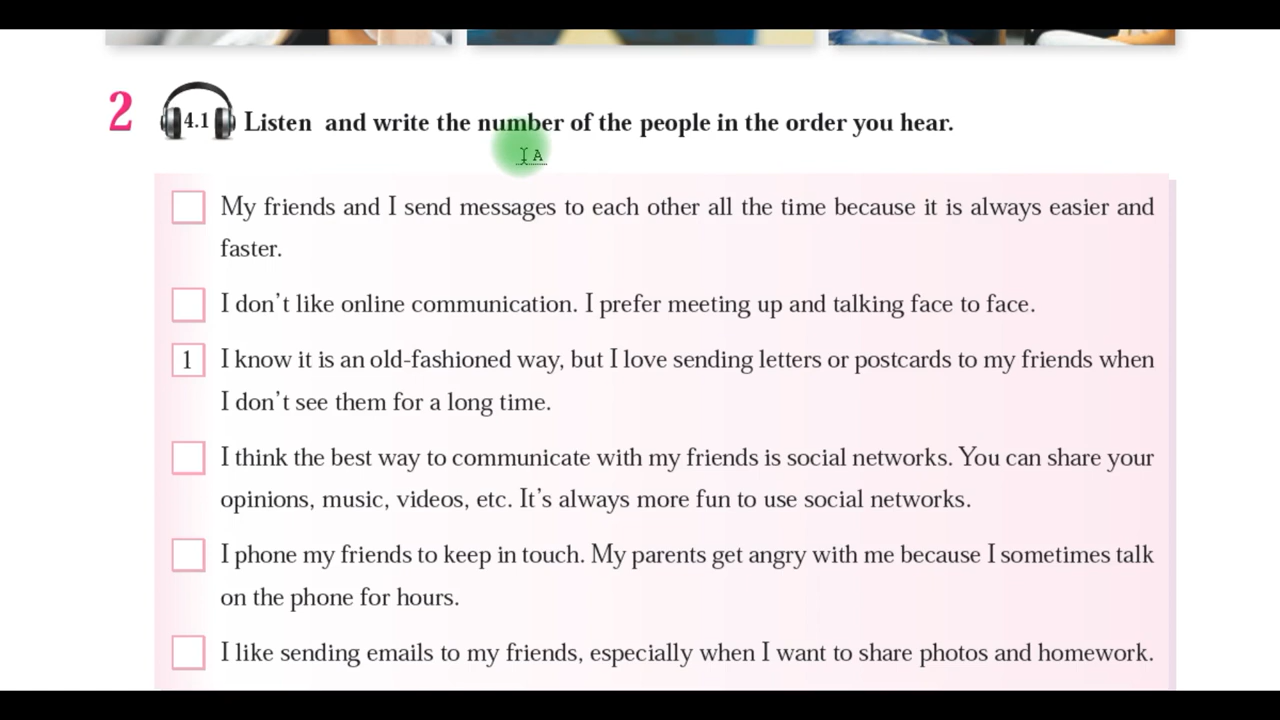 2 4.1 Listen and write the number of the people in the order you hear.
A
My friends and I send messages to each other all the time because it is always easier and
faster.
I don't like online communication. I prefer meeting up and talking face to face.
1 I know it is an old-fashioned way, but I love sending letters or postcards to my friends when
I don't see them for a long time.
I think the best way to communicate with my friends is social networks. You can share your
opinions, music, videos, etc. It's always more fun to use social networks.
I phone my friends to keep in touch. My parents get angry with me because I sometimes talk
on the phone for hours.
I like sending emails to my friends, especially when I want to share photos and homework.